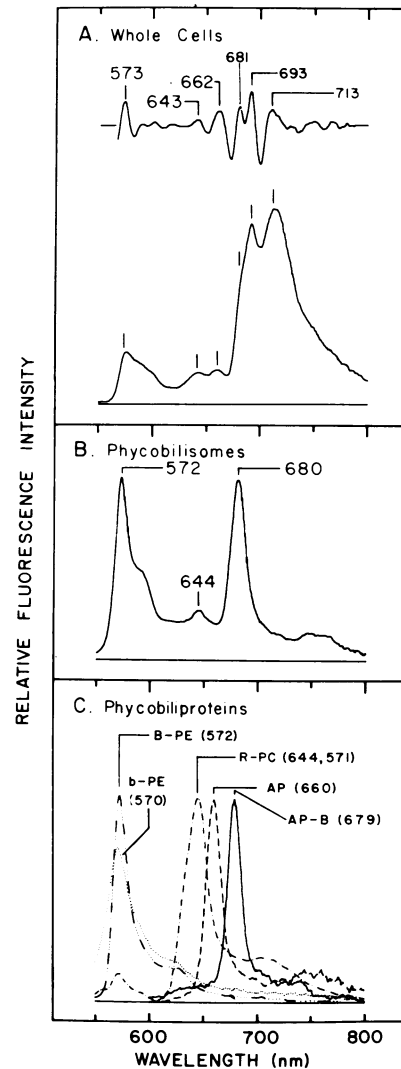 A. Whole Cells
573
643
662
681
693
713
B. Phycobilisomes
572
680
644
C. Phycobiliproteins
B-PE (572)
b-PE
(570)
R-PC (644,571)
AP (660)
AP-B (679)
600
700
800
WAVELENGTH (nm)
RELATIVE FLUORESCENCE INTENSITY